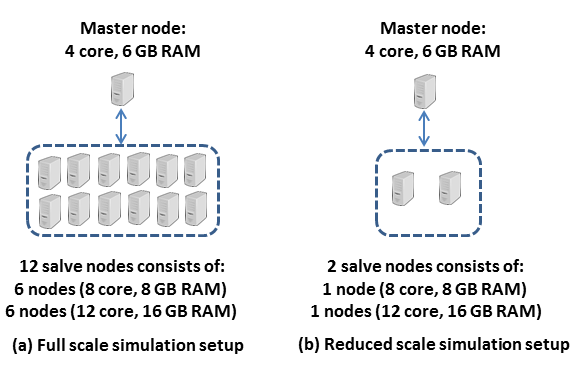 Master node:
4 core, 6 GB RAM
12 salve nodes consists of:
6 nodes (8 core, 8 GB RAM)
6 nodes (12 core, 16 GB RAM)
(a) Full scale simulation setup
Master node:
4 core, 6 GB RAM
2 salve nodes consists of:
1 node (8 core, 8 GB RAM)
1 nodes (12 core, 16 GB RAM)
(b) Reduced scale simulation setup